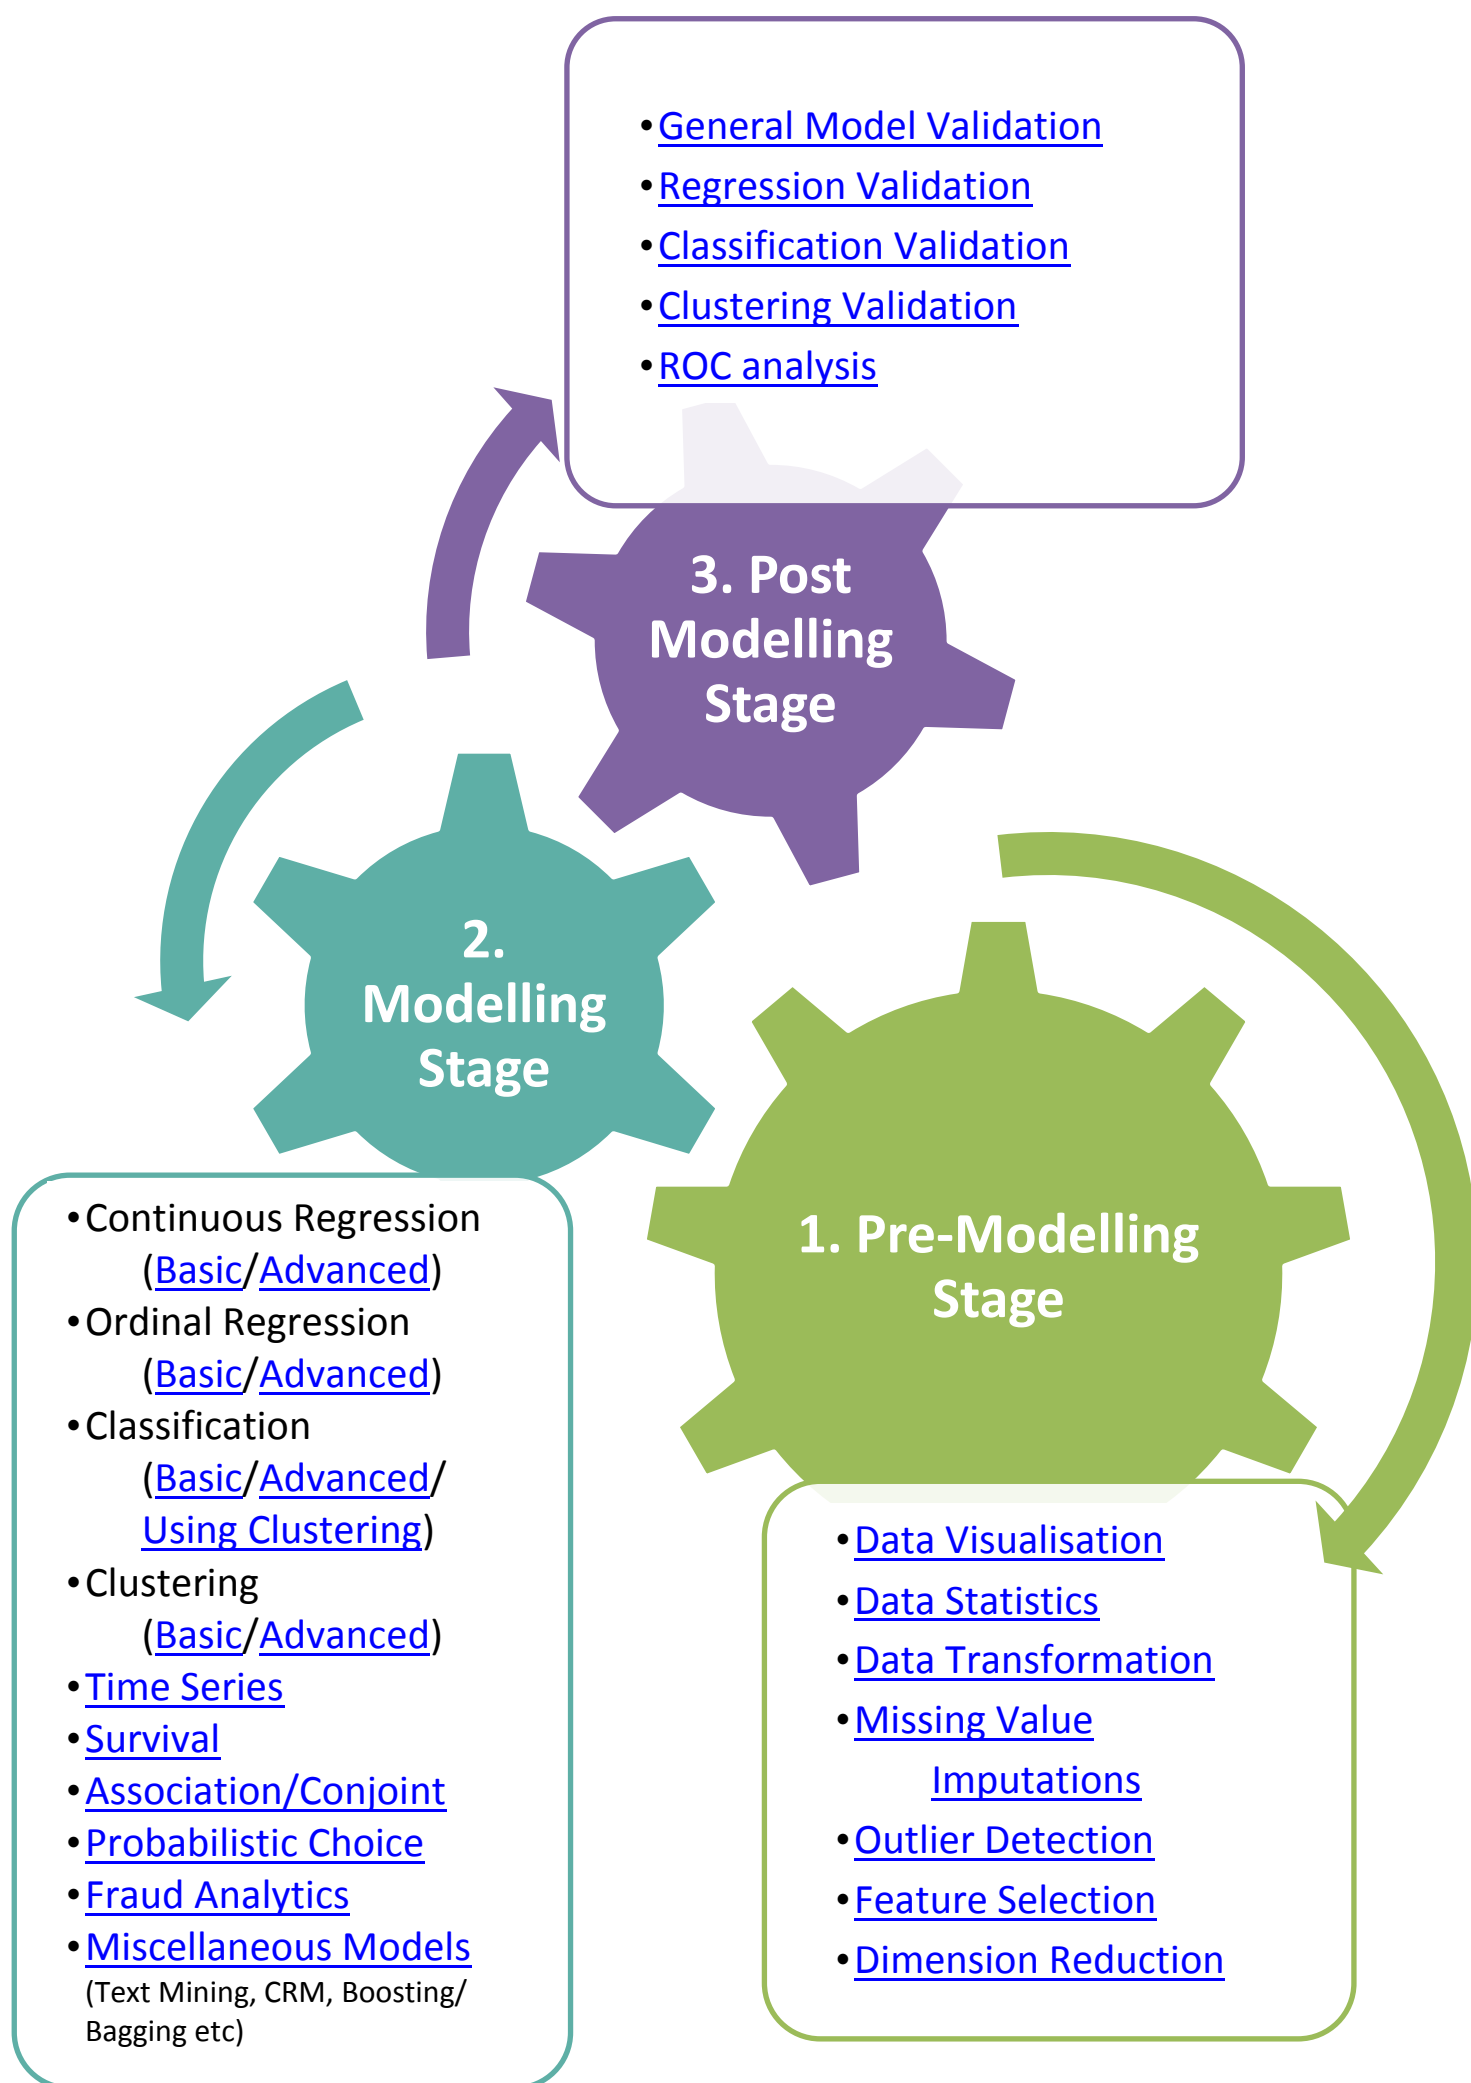 •General Model Validation
•Regression Validation
•Classification Validation
•Clustering Validation
•ROC analysis
3. Post
Modelling
Stage
2.
Modelling
Stage
1. Pre-Modelling
Stage
•Continuous Regression
(Basic/Advanced)
•Ordinal Regression
(Basic/Advanced)
•Classification
(Basic/Advanced/
Using Clustering)
•Clustering
(Basic/Advanced)
•Time Series
•Survival
•Association/Conjoint
•Probabilistic Choice
•Fraud Analytics
•Miscellaneous Models
(Text Mining, CRM, Boosting/
Bagging etc)
•Data Visualisation
•Data Statistics
•Data Transformation
•Missing Value
Imputations
•Outlier Detection
•Feature Selection
•Dimension Reduction